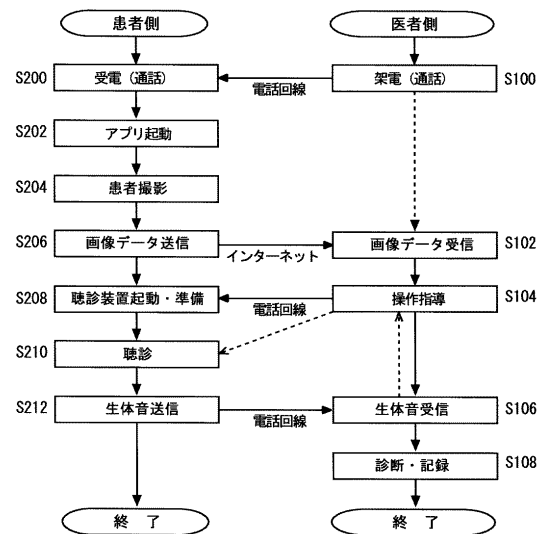 患者側 医者側
S200 受電（通話） 架電（通話） S100
電話回線
S202 アプリ起動
S204 患者撮影
S206 画像データ送信 画像データ受信 S102
インターネット
S208 聴診装置起動・準備 操作指導 S104
電話回線
S210 聴診
S212 生体音送信 生体音受信 S106
電話回線
診断・記録 S108
終 了 終 了